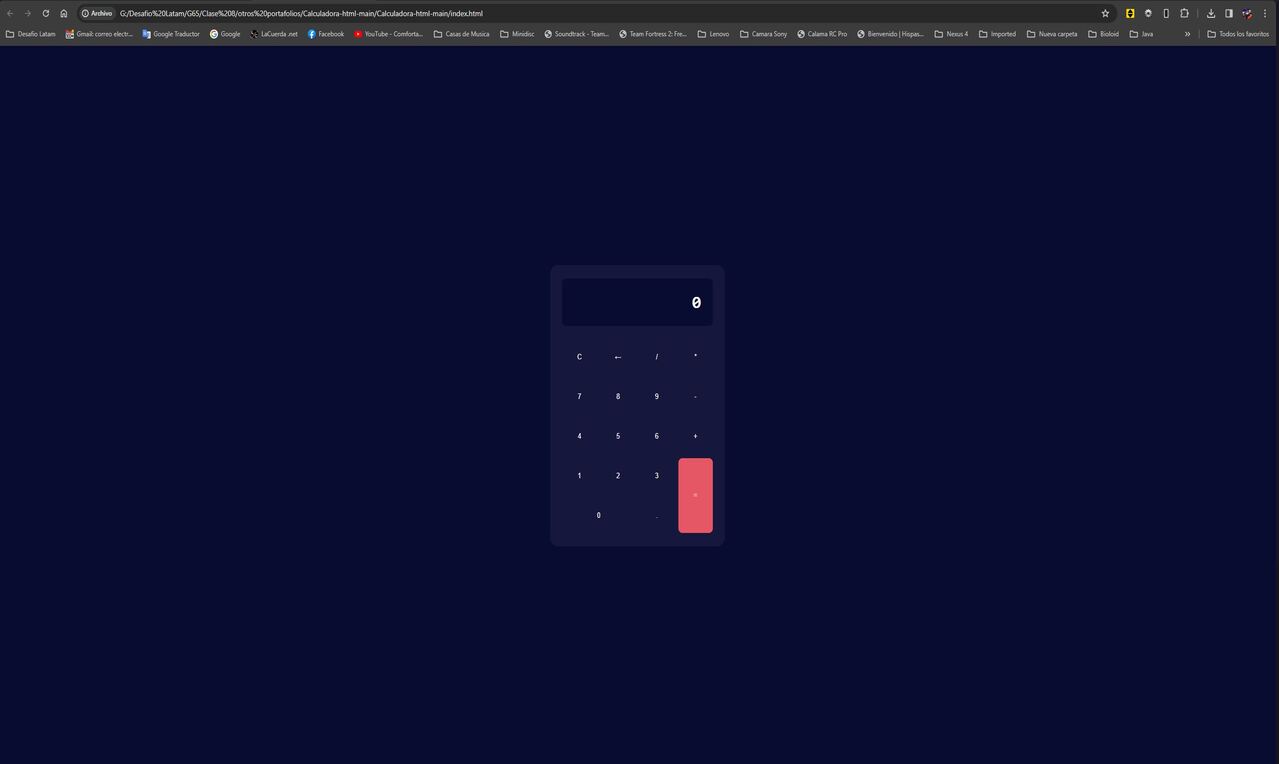 Archivo G:/Desafio%20Latam/G65/Clase%208/otros%20portafolios/Calculadora-html-main/Calculadora-html-main/index.html
Desafio Latam Gmail: correo electr... Google Traductor Google LaCuerda .net Facebook YouTube - Comforta... Casas de Musica Minidisc Soundtrack - Team... Team Fortress 2: Fre... Lenovo Camara Sony Calama RC Pro Bienvenido | Hispas... Nexus 4 Imported Nueva carpeta Bioloid Java » Todos los favoritos
0
C ← / *
7 8 9 -
4 5 6 +
1 2 3
=
0 .